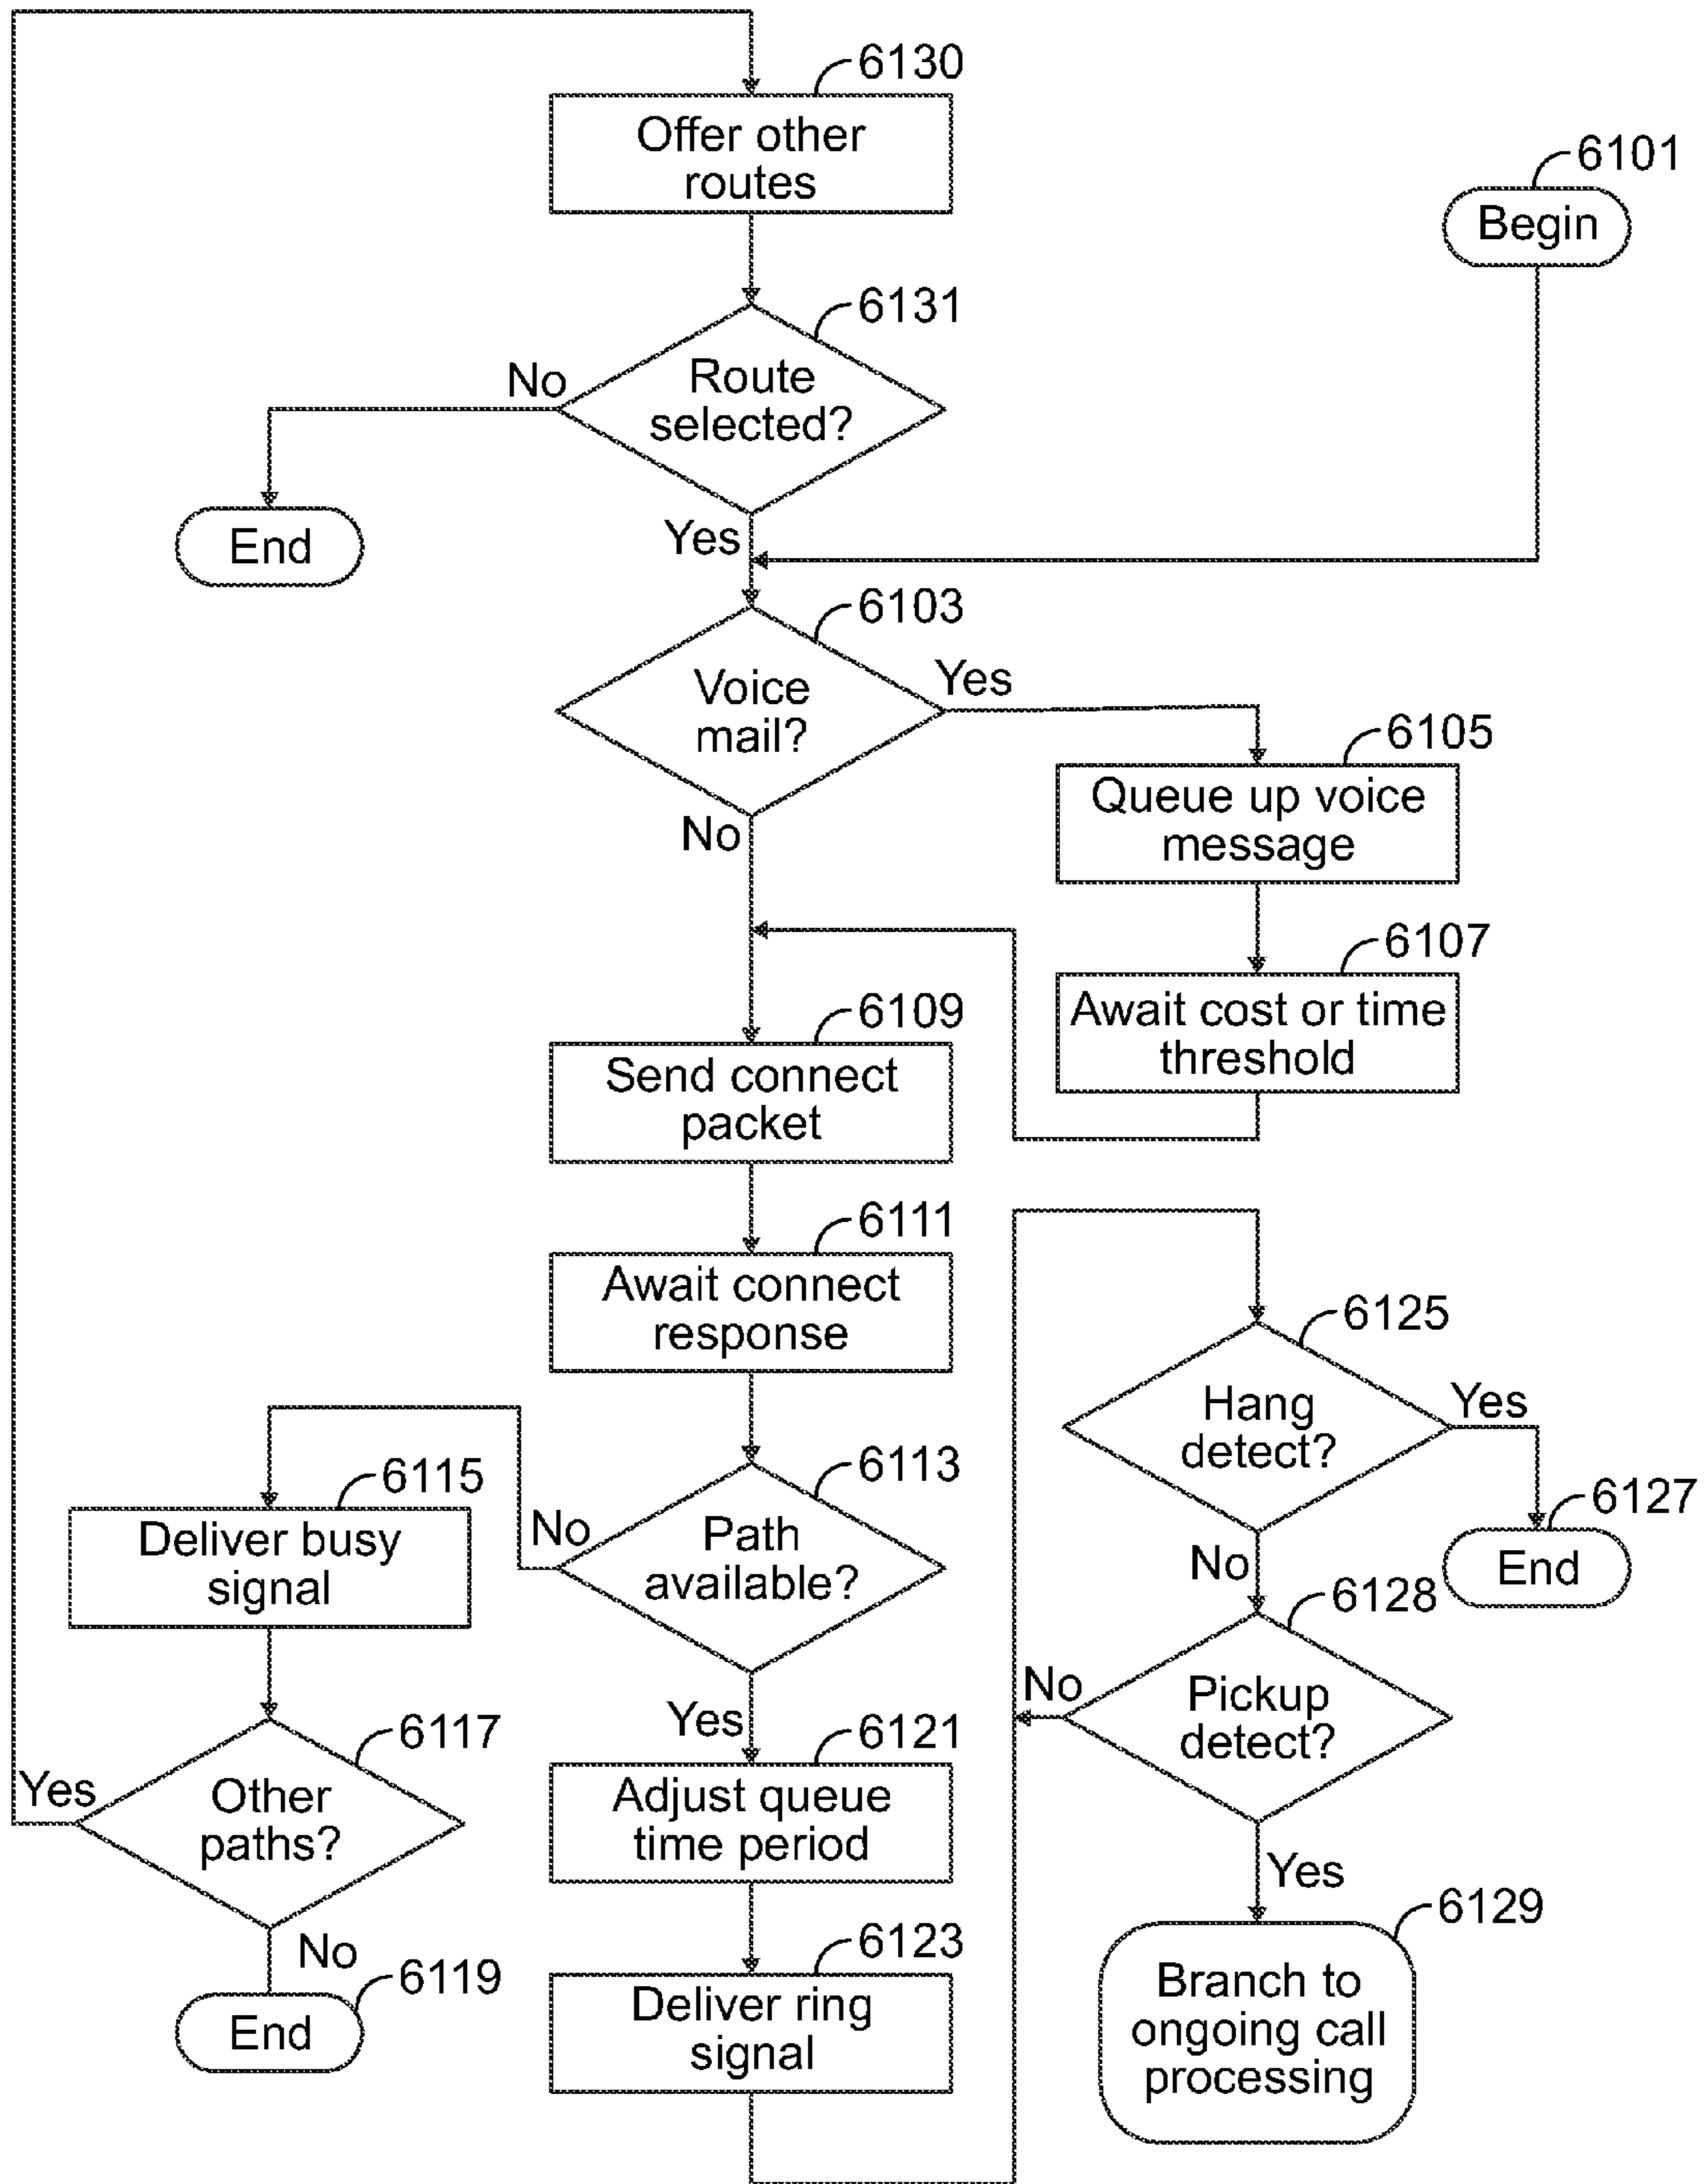 6130
Offer other
routes
6101
Begin
6131
Route
selected?
No
End
Yes
6103
Voice
mail?
Yes
No
6105
Queue up voice
message
6107
Await cost or time
threshold
6109
Send connect
packet
6111
Await connect
response
6113
Path
available?
No
Yes
6115
Deliver busy
signal
6117
Other
paths?
Yes
No
6119
End
6121
Adjust queue
time period
6123
Deliver ring
signal
6125
Hang
detect?
Yes
6127
End
No
6128
Pickup
detect?
No
Yes
6129
Branch to
ongoing call
processing